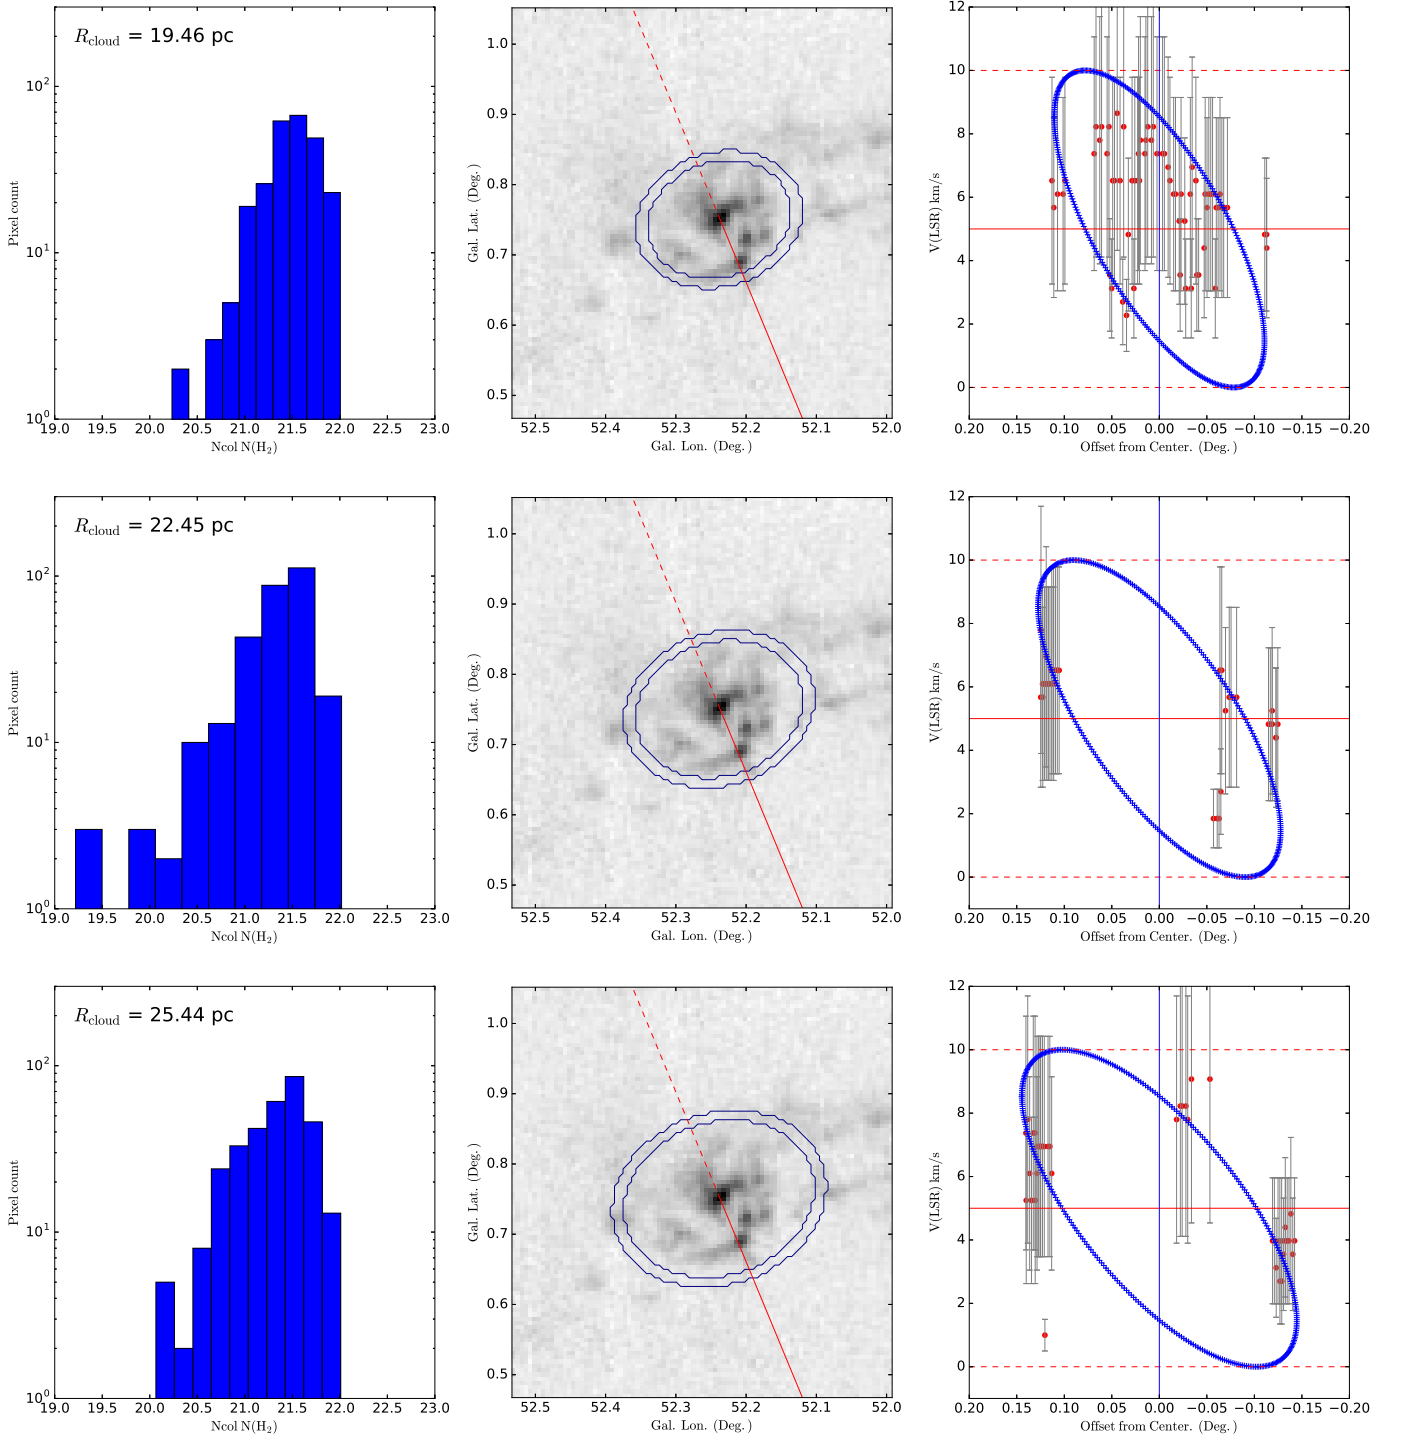 R_cloud = 19.46 pc
Pixel count
10^2
10^1
10^0
19.0 19.5 20.0 20.5 21.0 21.5 22.0 22.5 23.0
Ncol N(H_2)
Gal. Lat. (Deg.)
1.0
0.9
0.8
0.7
0.6
0.5
52.5 52.4 52.3 52.2 52.1 52.0
Gal. Lon. (Deg.)
V(LSR) km/s
12
10
8
6
4
2
0
0.20 0.15 0.10 0.05 0.00 −0.05 −0.10 −0.15 −0.20
Offset from Center. (Deg.)
R_cloud = 22.45 pc
Pixel count
10^2
10^1
10^0
19.0 19.5 20.0 20.5 21.0 21.5 22.0 22.5 23.0
Ncol N(H_2)
Gal. Lat. (Deg.)
1.0
0.9
0.8
0.7
0.6
0.5
52.5 52.4 52.3 52.2 52.1 52.0
Gal. Lon. (Deg.)
V(LSR) km/s
12
10
8
6
4
2
0
0.20 0.15 0.10 0.05 0.00 −0.05 −0.10 −0.15 −0.20
Offset from Center. (Deg.)
R_cloud = 25.44 pc
Pixel count
10^2
10^1
10^0
19.0 19.5 20.0 20.5 21.0 21.5 22.0 22.5 23.0
Ncol N(H_2)
Gal. Lat. (Deg.)
1.0
0.9
0.8
0.7
0.6
0.5
52.5 52.4 52.3 52.2 52.1 52.0
Gal. Lon. (Deg.)
V(LSR) km/s
12
10
8
6
4
2
0
0.20 0.15 0.10 0.05 0.00 −0.05 −0.10 −0.15 −0.20
Offset from Center. (Deg.)